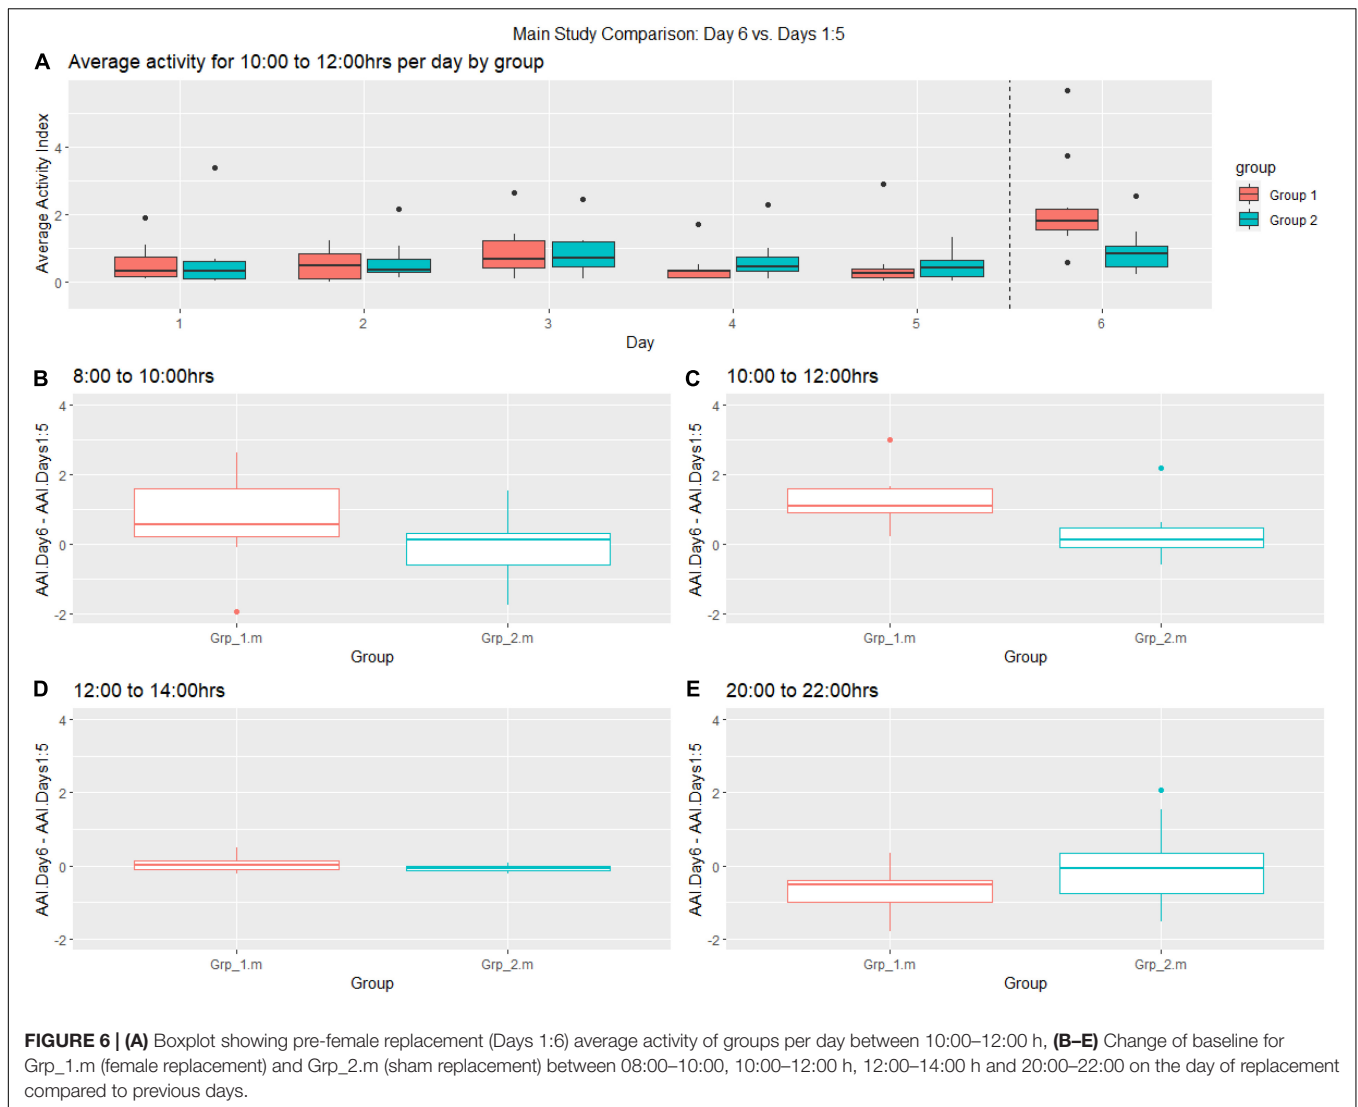 Main Study Comparison: Day 6 vs. Days 1:5
A Average activity for 10:00 to 12:00hrs per day by group
Average Activity Index
4
2
0
1 2 3 4 5 6
Day
group
Group 1
Group 2
B 8:00 to 10:00hrs
AAI.Day6 - AAI.Days1:5
4
2
0
-2
Grp_1.m Grp_2.m
Group
C 10:00 to 12:00hrs
AAI.Day6 - AAI.Days1:5
4
2
0
-2
Grp_1.m Grp_2.m
Group
D 12:00 to 14:00hrs
AAI.Day6 - AAI.Days1:5
4
2
0
-2
Grp_1.m Grp_2.m
Group
E 20:00 to 22:00hrs
AAI.Day6 - AAI.Days1:5
4
2
0
-2
Grp_1.m Grp_2.m
Group
FIGURE 6 | (A) Boxplot showing pre-female replacement (Days 1:6) average activity of groups per day between 10:00–12:00 h, (B–E) Change of baseline for
Grp_1.m (female replacement) and Grp_2.m (sham replacement) between 08:00–10:00, 10:00–12:00 h, 12:00–14:00 h and 20:00–22:00 on the day of replacement
compared to previous days.